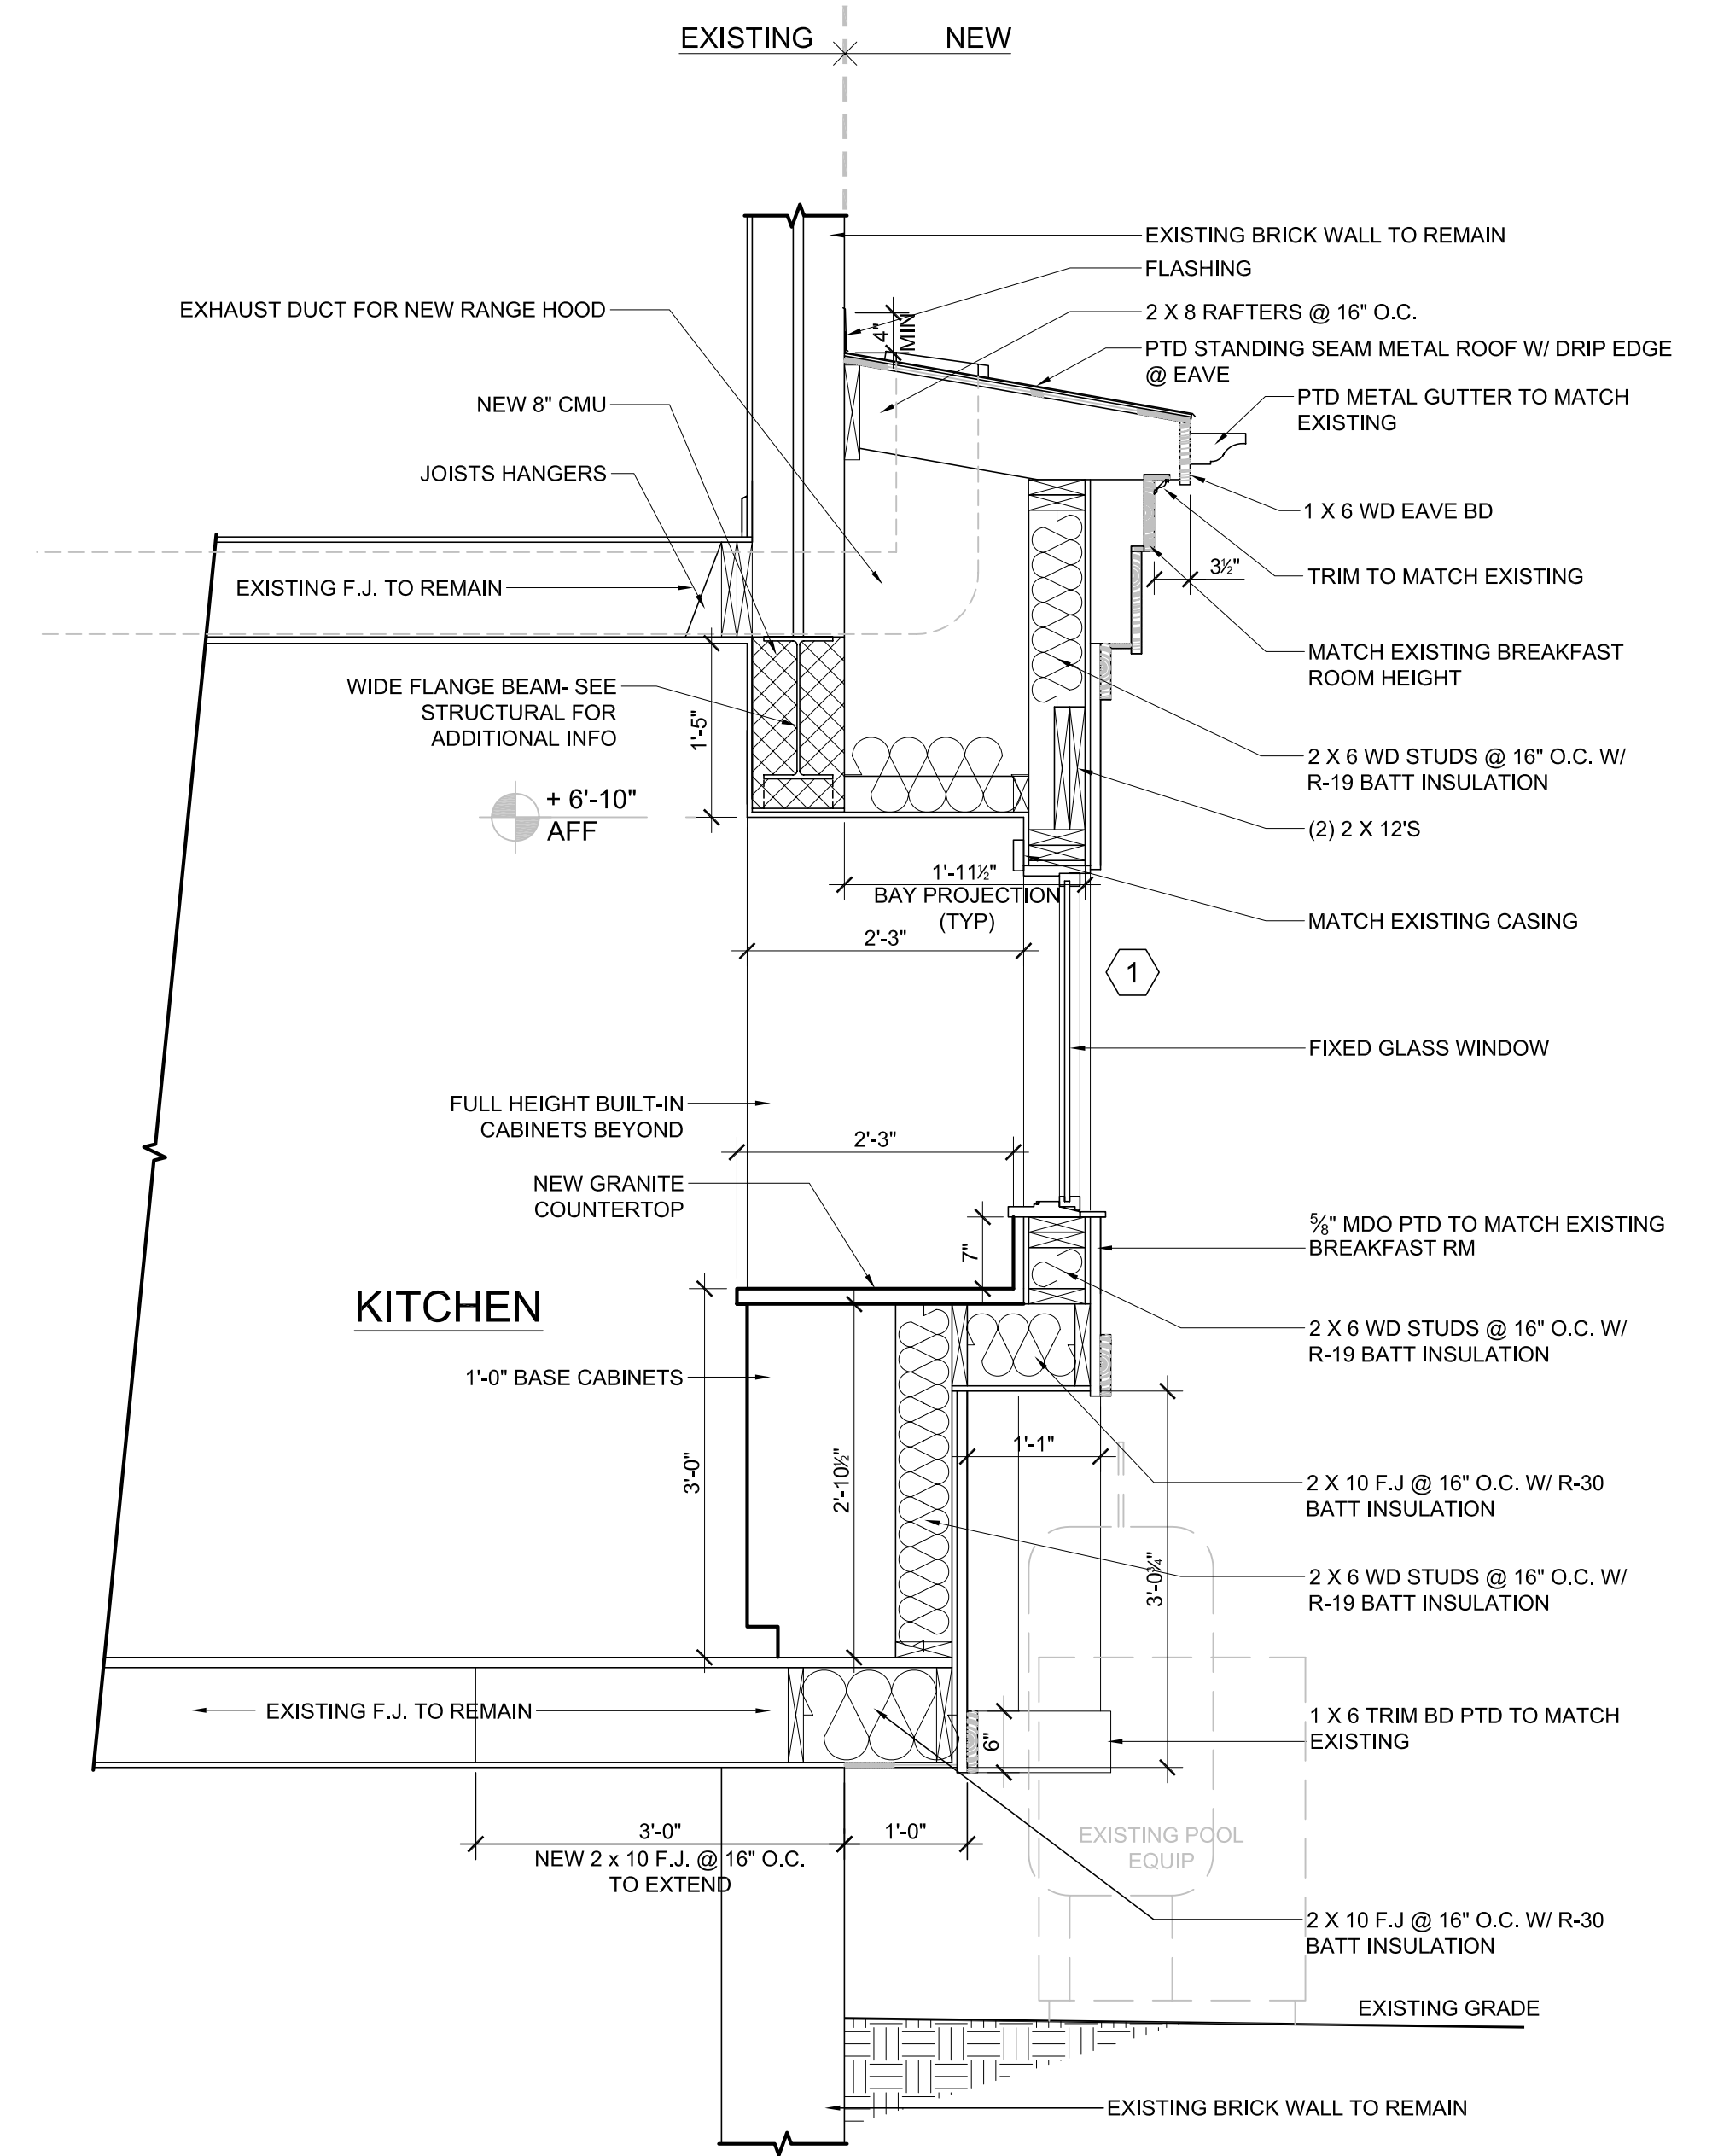 EXISTING NEW
EXISTING BRICK WALL TO REMAIN
FLASHING
EXHAUST DUCT FOR NEW RANGE HOOD
2 X 8 RAFTERS @ 16" O.C.
4"
MIN
PTD STANDING SEAM METAL ROOF W/ DRIP EDGE
@ EAVE
PTD METAL GUTTER TO MATCH
EXISTING
NEW 8" CMU
JOISTS HANGERS
1 X 6 WD EAVE BD
3½"
TRIM TO MATCH EXISTING
EXISTING F.J. TO REMAIN
MATCH EXISTING BREAKFAST
ROOM HEIGHT
WIDE FLANGE BEAM- SEE
STRUCTURAL FOR
ADDITIONAL INFO
1'-5"
2 X 6 WD STUDS @ 16" O.C. W/
R-19 BATT INSULATION
+ 6'-10"
AFF
(2) 2 X 12'S
1'-11½"
BAY PROJECTION
(TYP)
MATCH EXISTING CASING
2'-3"
1
FIXED GLASS WINDOW
FULL HEIGHT BUILT-IN
CABINETS BEYOND
2'-3"
NEW GRANITE
COUNTERTOP
7"
⅝" MDO PTD TO MATCH EXISTING
BREAKFAST RM
KITCHEN
2 X 6 WD STUDS @ 16" O.C. W/
R-19 BATT INSULATION
1'-0" BASE CABINETS
3'-0"
2'-10½"
1'-1"
2 X 10 F.J @ 16" O.C. W/ R-30
BATT INSULATION
3'-0¾"
2 X 6 WD STUDS @ 16" O.C. W/
R-19 BATT INSULATION
EXISTING F.J. TO REMAIN
6"
1 X 6 TRIM BD PTD TO MATCH
EXISTING
3'-0"
NEW 2 x 10 F.J. @ 16" O.C.
TO EXTEND
1'-0"
EXISTING POOL
EQUIP
2 X 10 F.J @ 16" O.C. W/ R-30
BATT INSULATION
EXISTING GRADE
EXISTING BRICK WALL TO REMAIN